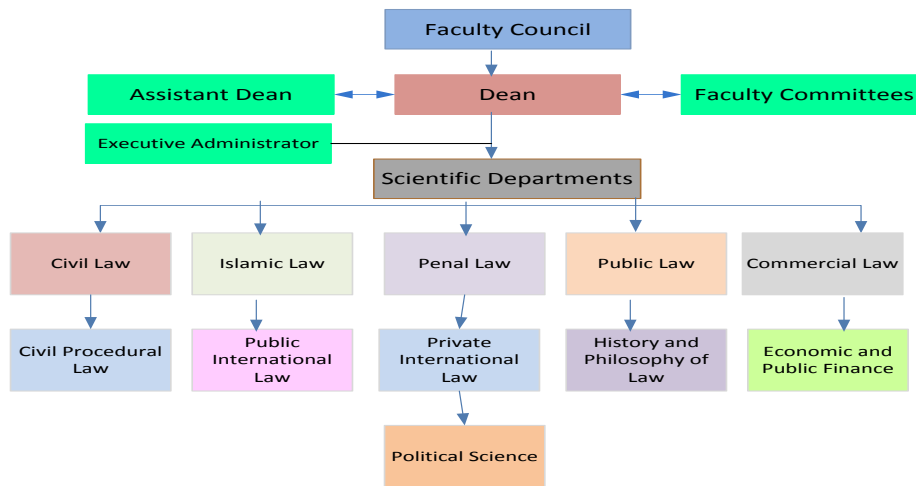 Faculty Council
Assistant Dean
Dean
Faculty Committees
Executive Administrator
Scientific Departments
Civil Law
Islamic Law
Penal Law
Public Law
Commercial Law
Civil Procedural
Law
Public
International
Law
Private
International
Law
History and
Philosophy of
Law
Economic and
Public Finance
Political Science